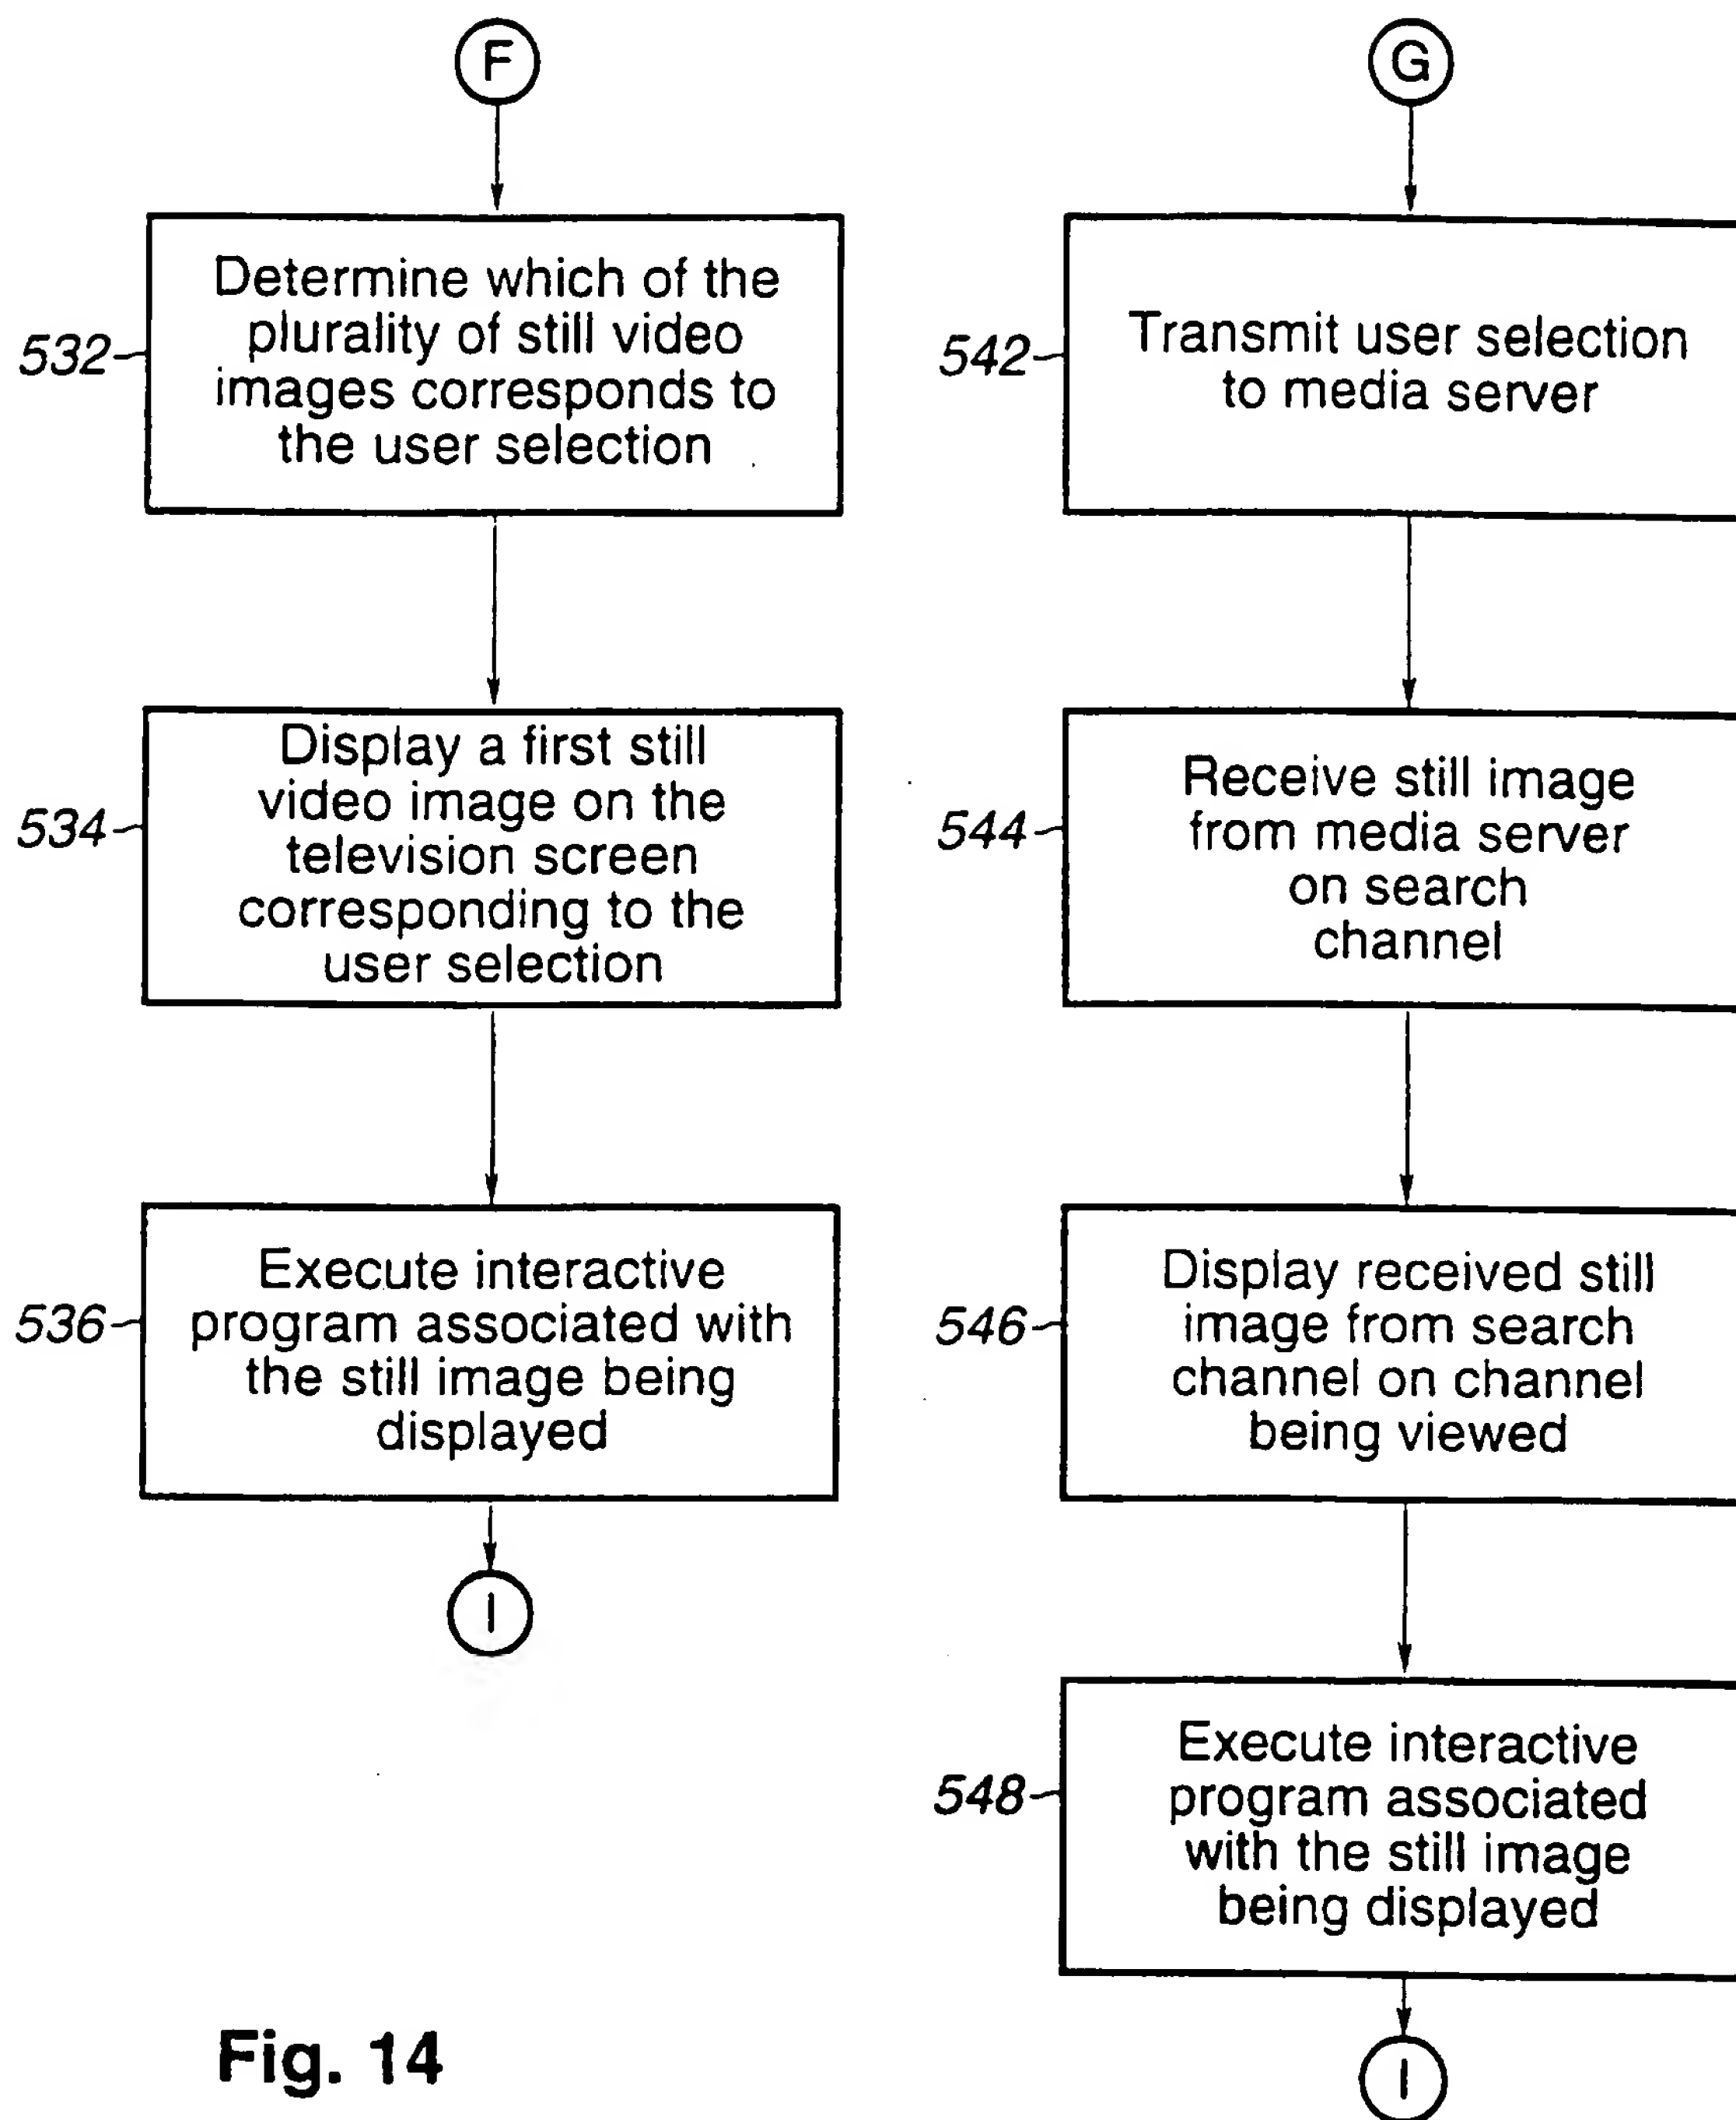 F
532
Determine which of the
plurality of still video
images corresponds to
the user selection
534
Display a first still
video image on the
television screen
corresponding to the
user selection
536
Execute interactive
program associated with
the still image being
displayed
I
G
542
Transmit user selection
to media server
544
Receive still image
from media server
on search
channel
546
Display received still
image from search
channel on channel
being viewed
548
Execute interactive
program associated
with the still image
being displayed
I
Fig. 14